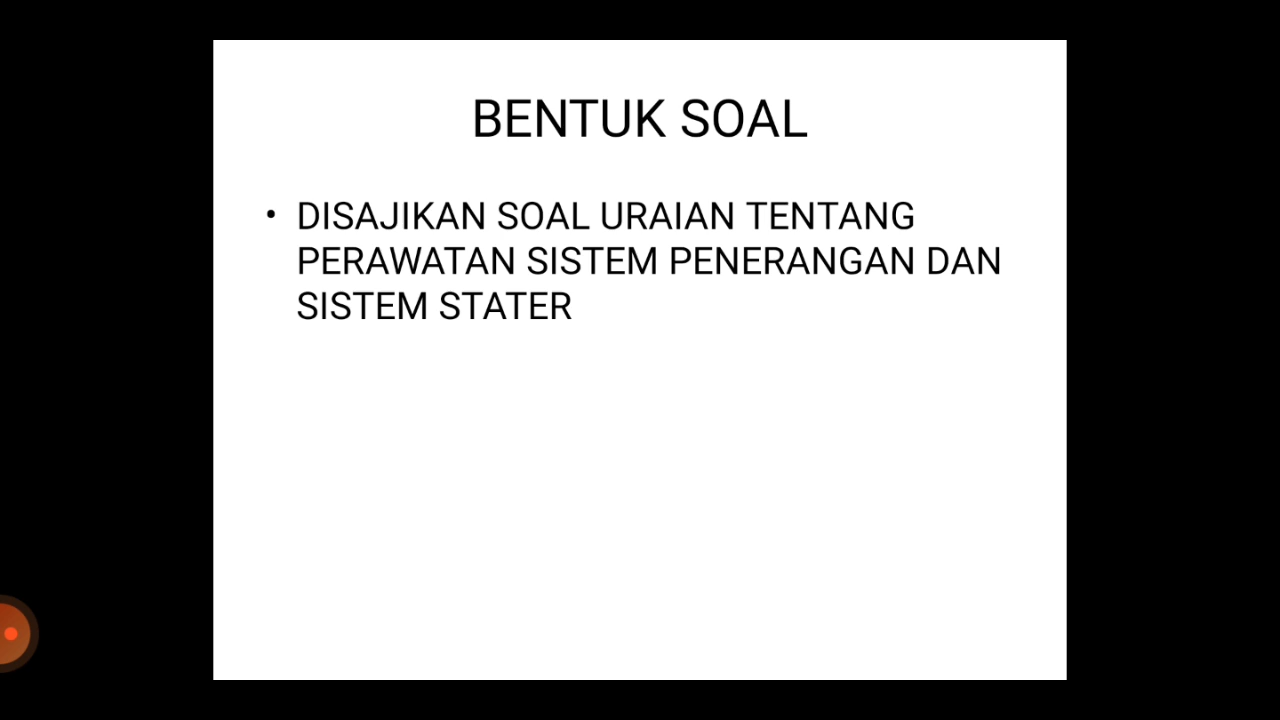 BENTUK SOAL
• DISAJIKAN SOAL URAIAN TENTANG
PERAWATAN SISTEM PENERANGAN DAN
SISTEM STATER